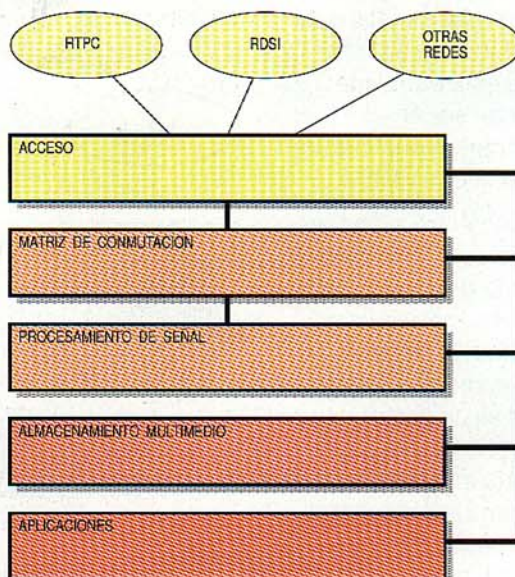 RTPC
RDSI
OTRAS
REDES
ACCESO
MATRIZ DE CONMUTACION
PROCESAMIENTO DE SEÑAL
ALMACENAMIENTO MULTIMEDIO
APLICACIONES